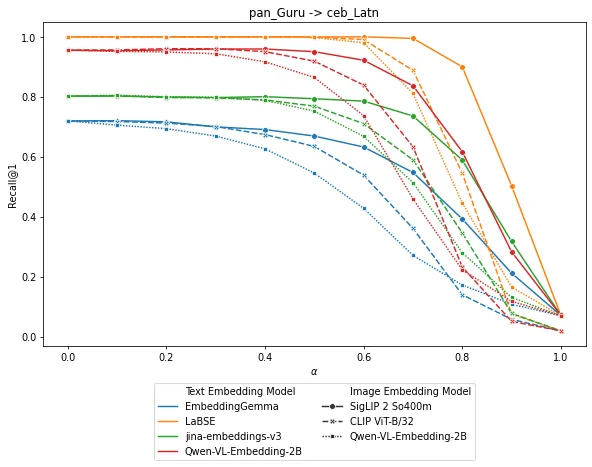 pan_Guru -> ceb_Latn
Recall@1
1.0
0.8
0.6
0.4
0.2
0.0
0.0 0.2 0.4 0.6 0.8 1.0
α
Text Embedding Model
EmbeddingGemma
LaBSE
jina-embeddings-v3
Qwen-VL-Embedding-2B
Image Embedding Model
SigLIP 2 So400m
CLIP ViT-B/32
Qwen-VL-Embedding-2B